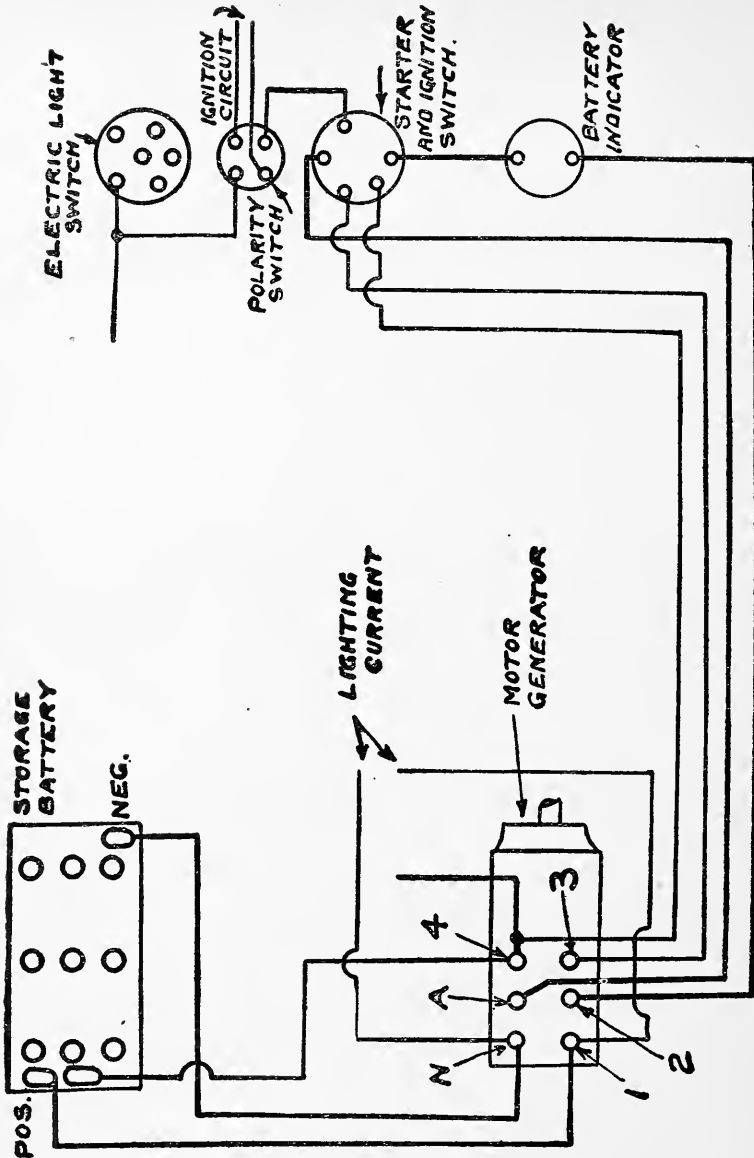 POS.
STORAGE
BATTERY
NEG.
ELECTRIC LIGHT
SWITCH
IGNITION
CIRCUIT
POLARITY
SWITCH
STARTER
AND IGNITION
SWITCH.
BATTERY
INDICATOR
LIGHTING
CURRENT
MOTOR
GENERATOR
N
A
4
1
2
3